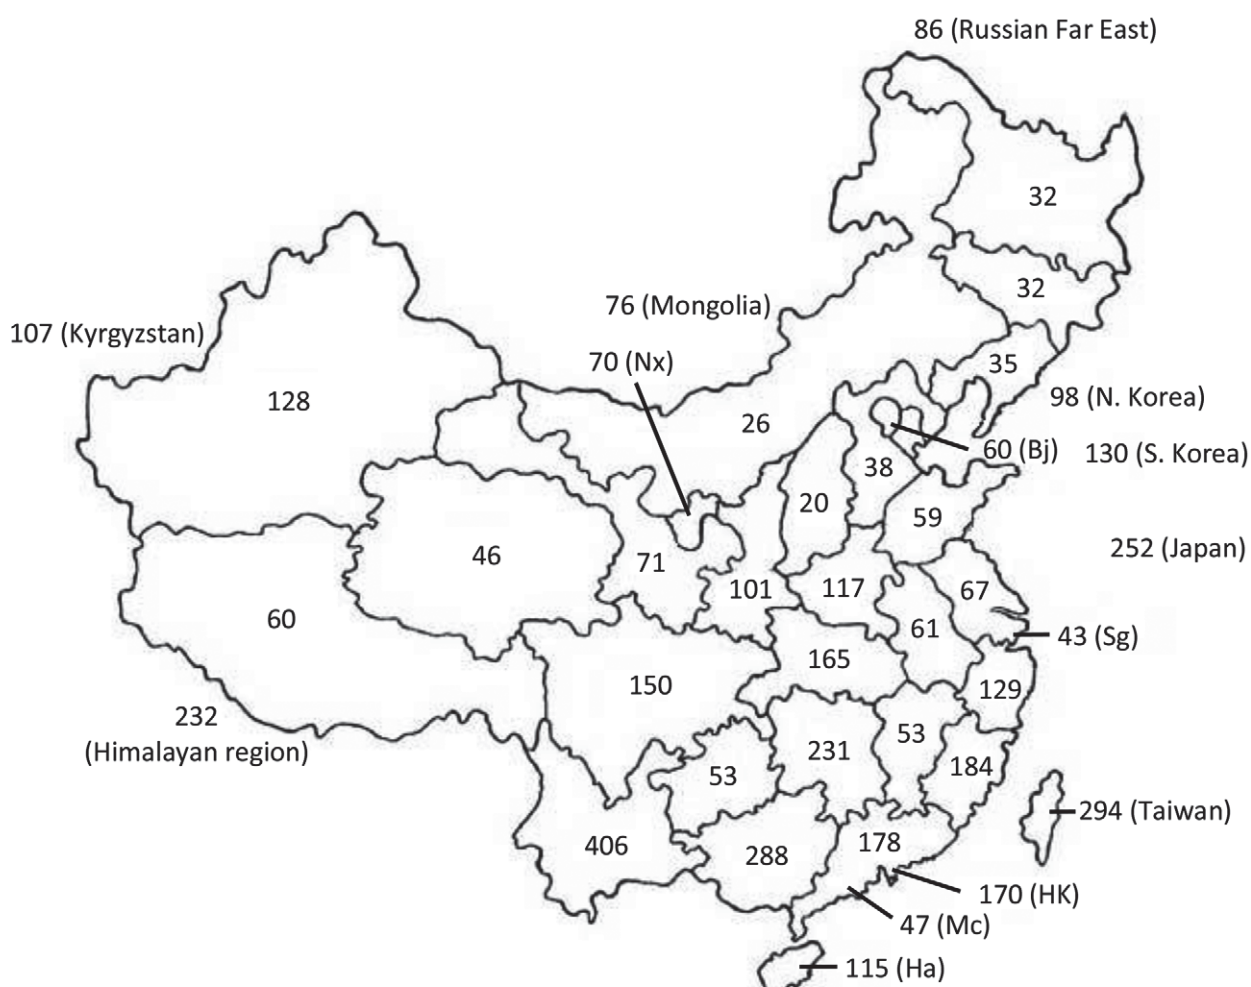 86 (Russian Far East)
32
32
76 (Mongolia)
107 (Kyrgyzstan)
70 (Nx)
35
128
98 (N. Korea)
26
60 (Bj)
130 (S. Korea)
38
20
59
252 (Japan)
46
71
101
117
67
60
61
43 (Sg)
165
150
129
232
(Himalayan region)
53
231
184
53
294 (Taiwan)
406
288
178
170 (HK)
47 (Mc)
115 (Ha)